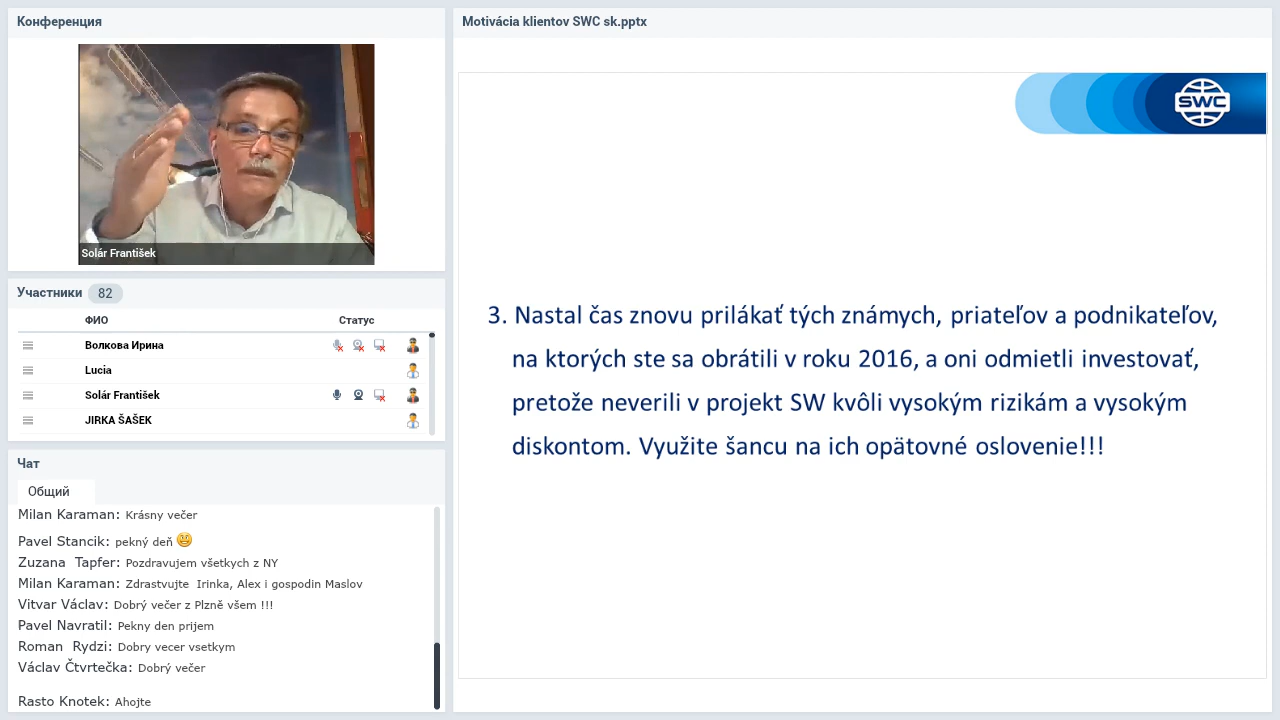 Конференция
Solár František
Участники 82
ФИО Статус
Волкова Ирина
Lucia
Solár František
JIRKA ŠAŠEK
Чат
Общий
Milan Karaman: Krásny večer
Pavel Stancik: pekný deň
Zuzana Tapfer: Pozdravujem všetkych z NY
Milan Karaman: Zdrastvujte Irinka, Alex i gospodin Maslov
Vitvar Václav: Dobrý večer z Plzně všem !!!
Pavel Navratil: Pekny den prijem
Roman Rydzi: Dobry vecer vsetkym
Václav Čtvrtečka: Dobrý večer
Rasto Knotek: Ahojte
Motivácia klientov SWC sk.pptx
SWC
3. Nastal čas znovu prilákať tých známych, priateľov a podnikateľov,
na ktorých ste sa obrátili v roku 2016, a oni odmietli investovať,
pretože neverili v projekt SW kvôli vysokým rizikám a vysokým
diskontom. Využite šancu na ich opätovné oslovenie!!!